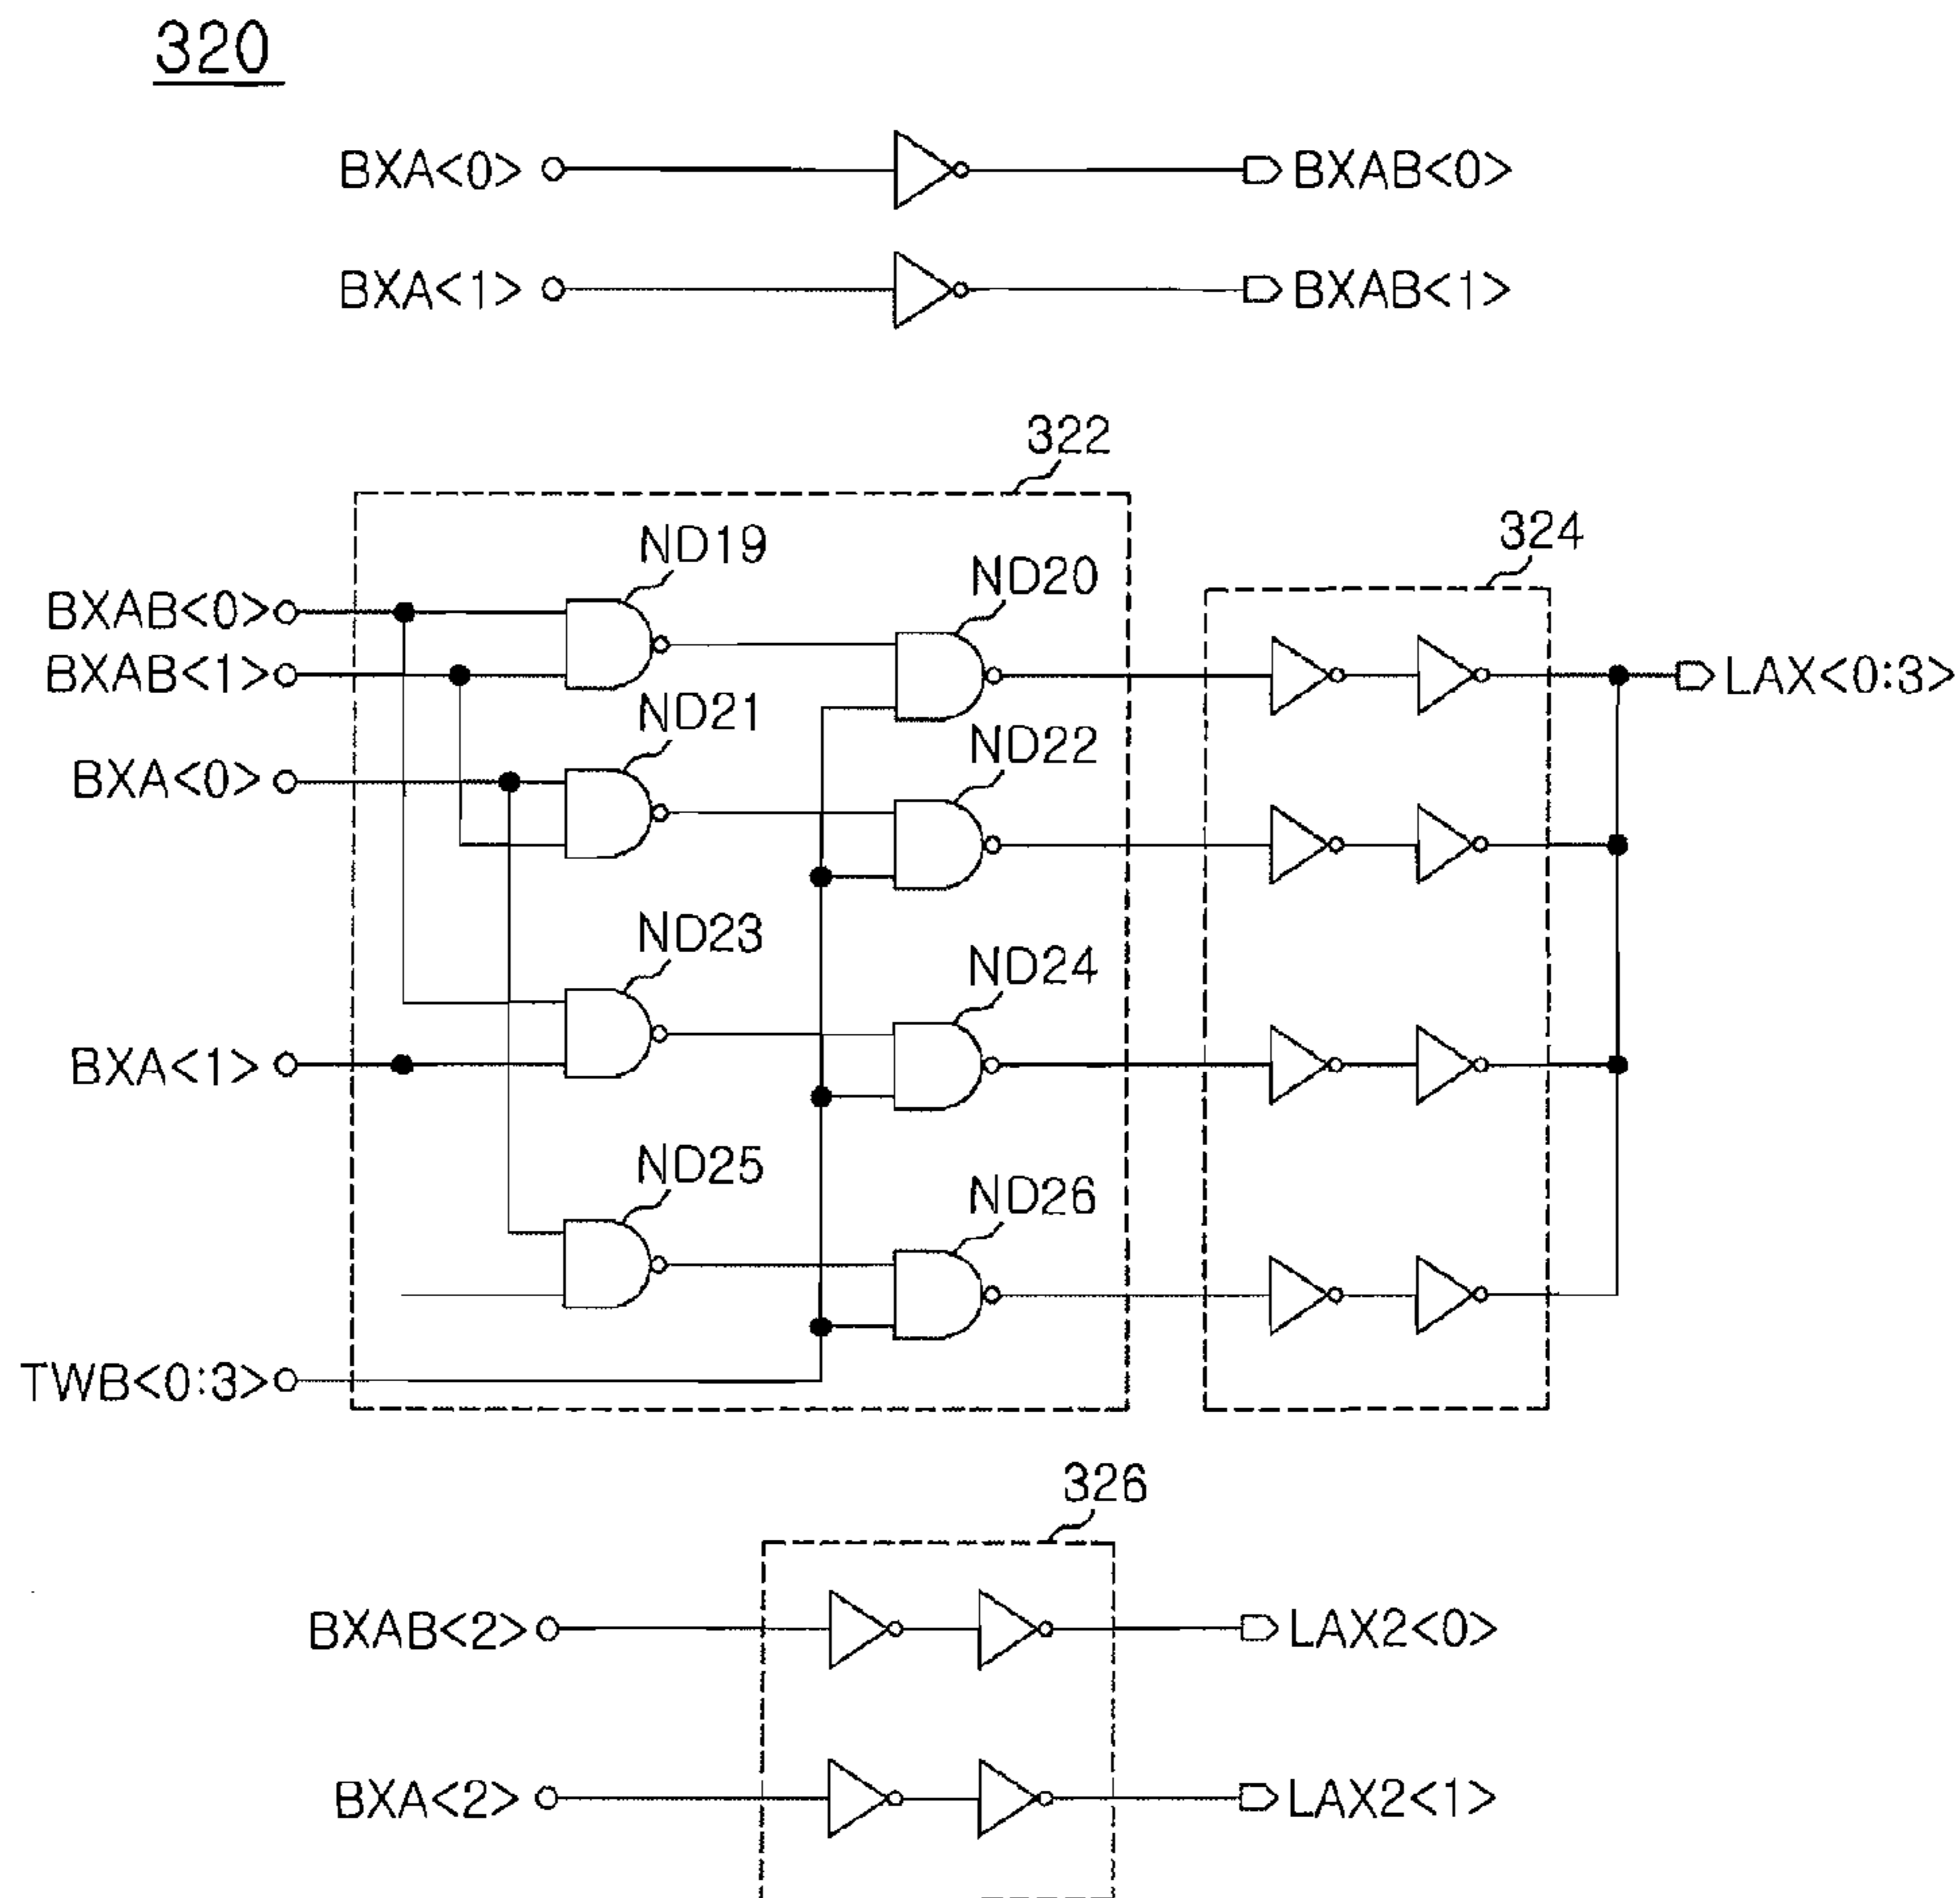 320
BXA<0> BXAB<0>
BXA<1> BXAB<1>
322
324
ND19
ND20
BXAB<0>
BXAB<1>
LAX<0:3>
ND21
ND22
BXA<0>
ND23
ND24
BXA<1>
ND25
ND26
TWB<0:3>
326
BXAB<2> LAX2<0>
BXA<2> LAX2<1>